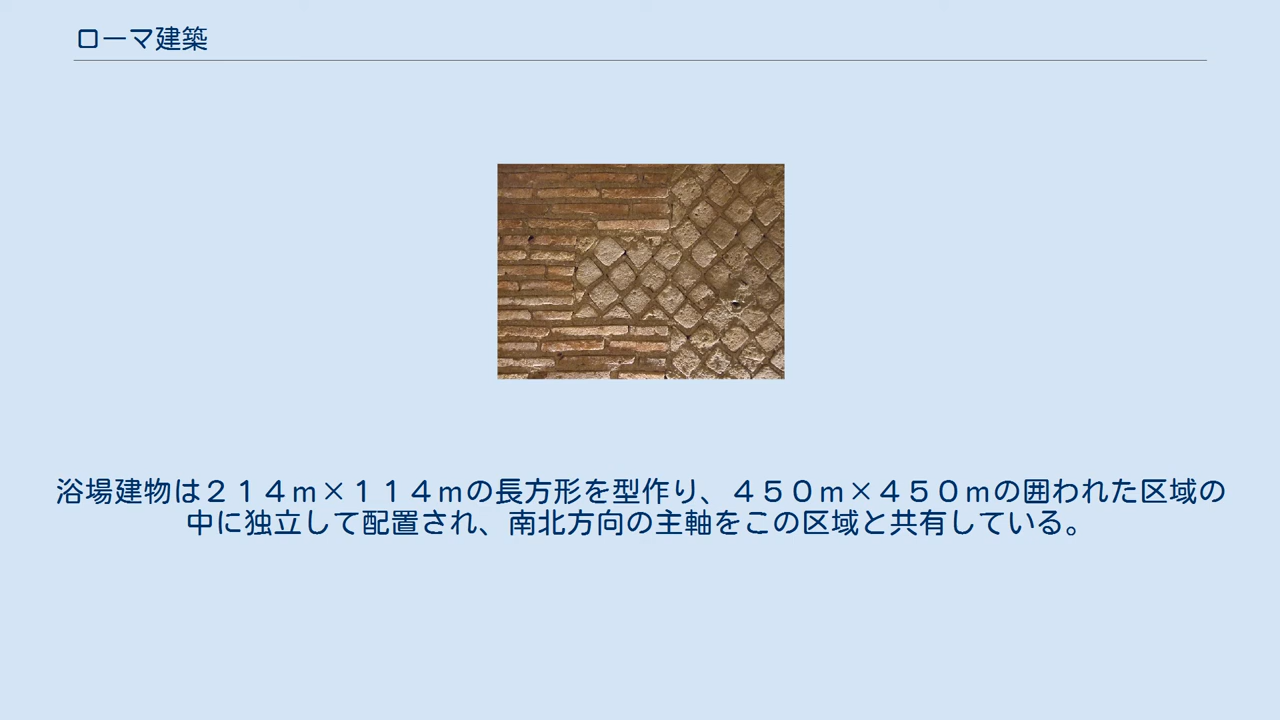 ローマ建築
浴場建物は２１４ｍ×１１４ｍの長方形を型作り、４５０ｍ×４５０ｍの囲われた区域の
中に独立して配置され、南北方向の主軸をこの区域と共有している。